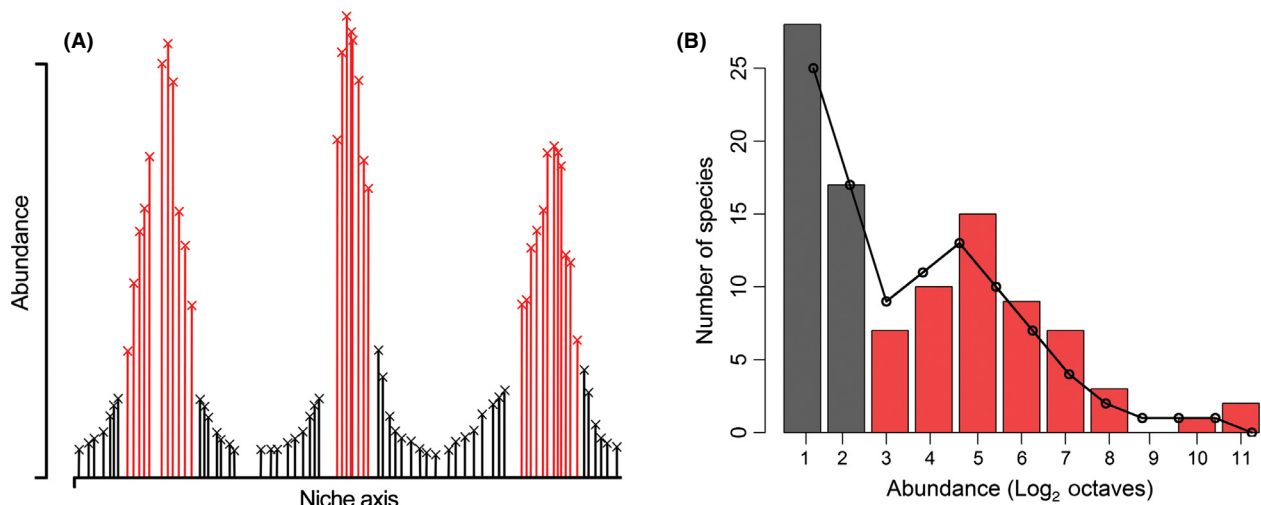 (A)
Abundance
Niche axis
(B)
Number of species
25
20
15
10
5
0
1 2 3 4 5 6 7 8 9 10 11
Abundance (Log₂ octaves)